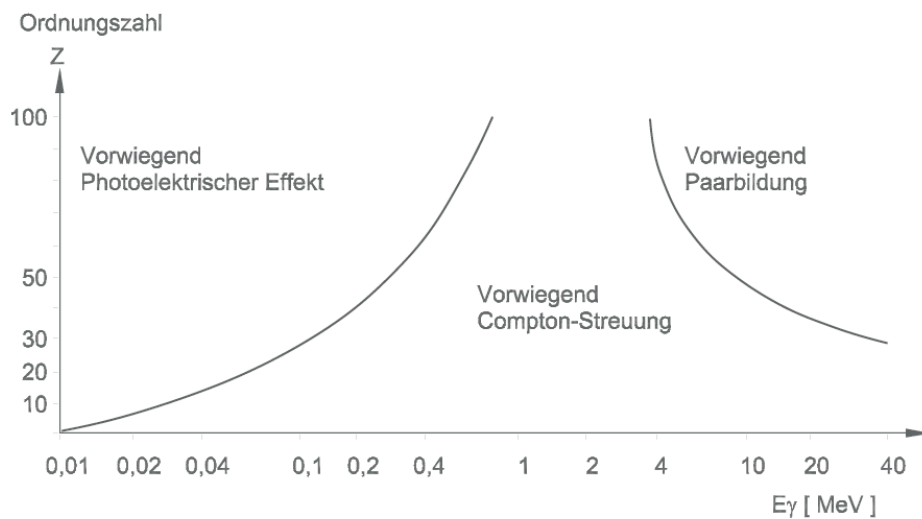 Ordnungszahl
Z
100
Vorwiegend
Photoelektrischer Effekt
Vorwiegend
Paarbildung
50
Vorwiegend
Compton-Streuung
30
20
10
0,01 0,02 0,04 0,1 0,2 0,4 1 2 4 10 20 40
Eγ [ MeV ]